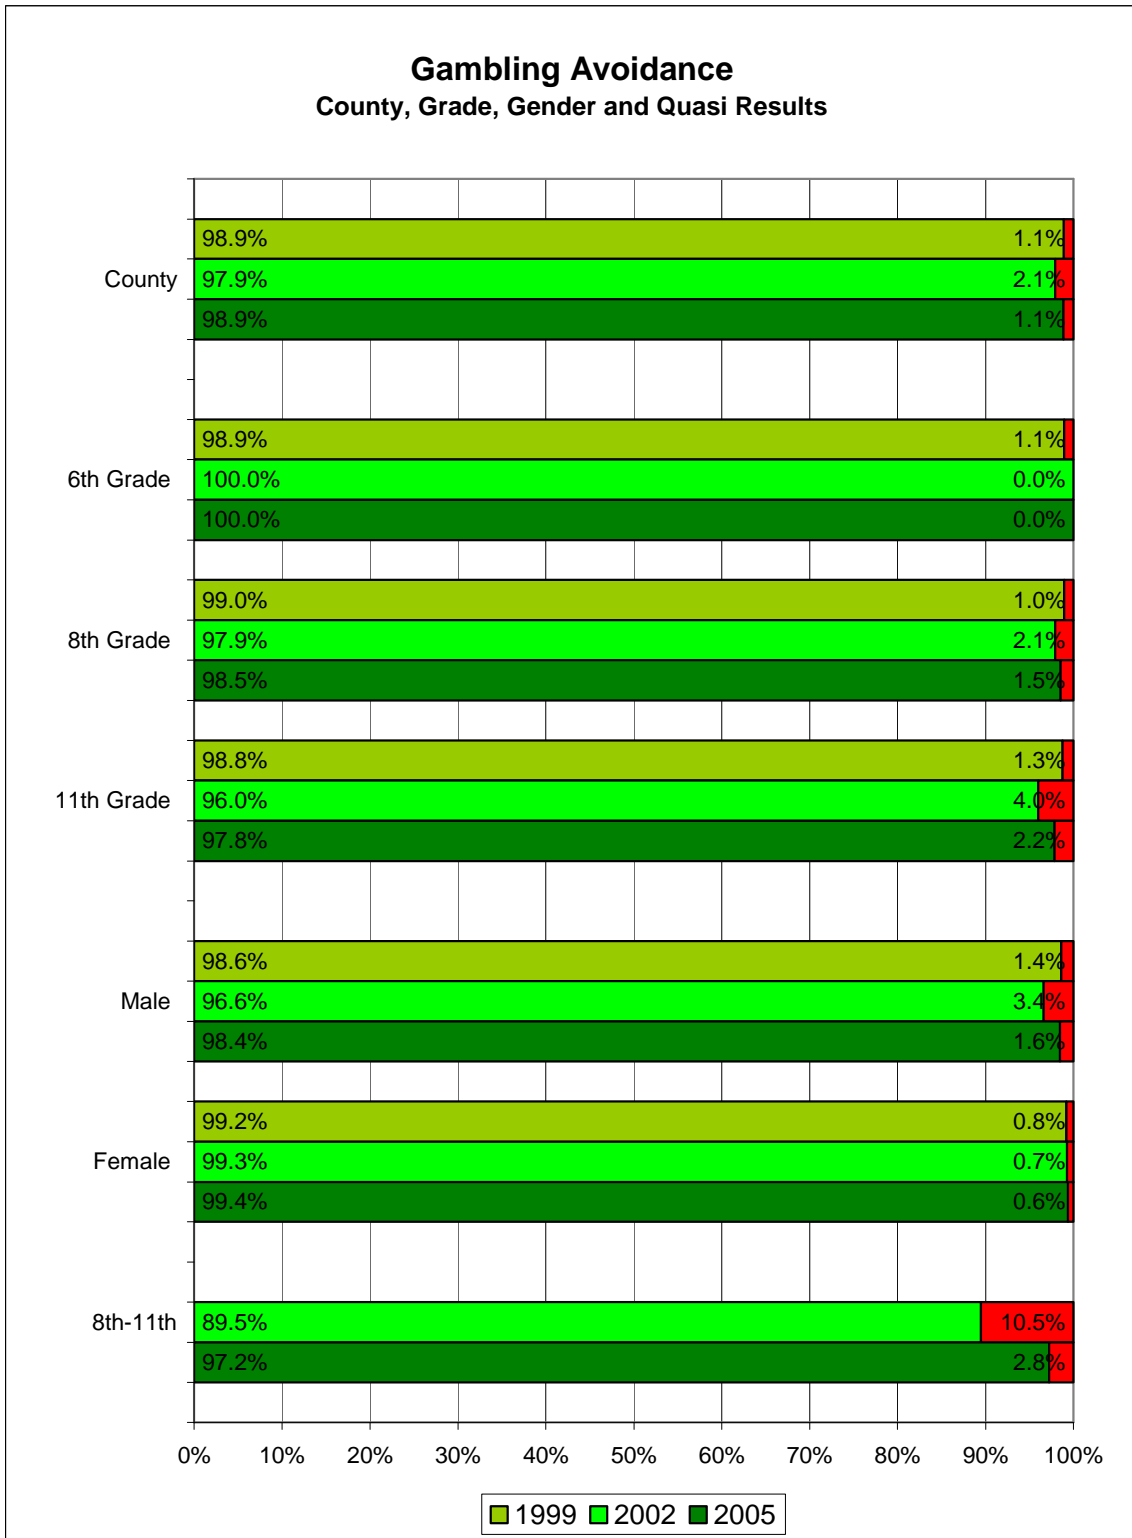 Gambling Avoidance
County, Grade, Gender and Quasi Results
98.9% 1.1%
County 97.9% 2.1%
98.9% 1.1%
98.9% 1.1%
6th Grade 100.0% 0.0%
100.0% 0.0%
99.0% 1.0%
8th Grade 97.9% 2.1%
98.5% 1.5%
98.8% 1.3%
11th Grade 96.0% 4.0%
97.8% 2.2%
98.6% 1.4%
Male 96.6% 3.4%
98.4% 1.6%
99.2% 0.8%
Female 99.3% 0.7%
99.4% 0.6%
8th-11th 89.5% 10.5%
97.2% 2.8%
0% 10% 20% 30% 40% 50% 60% 70% 80% 90% 100%
1999 2002 2005